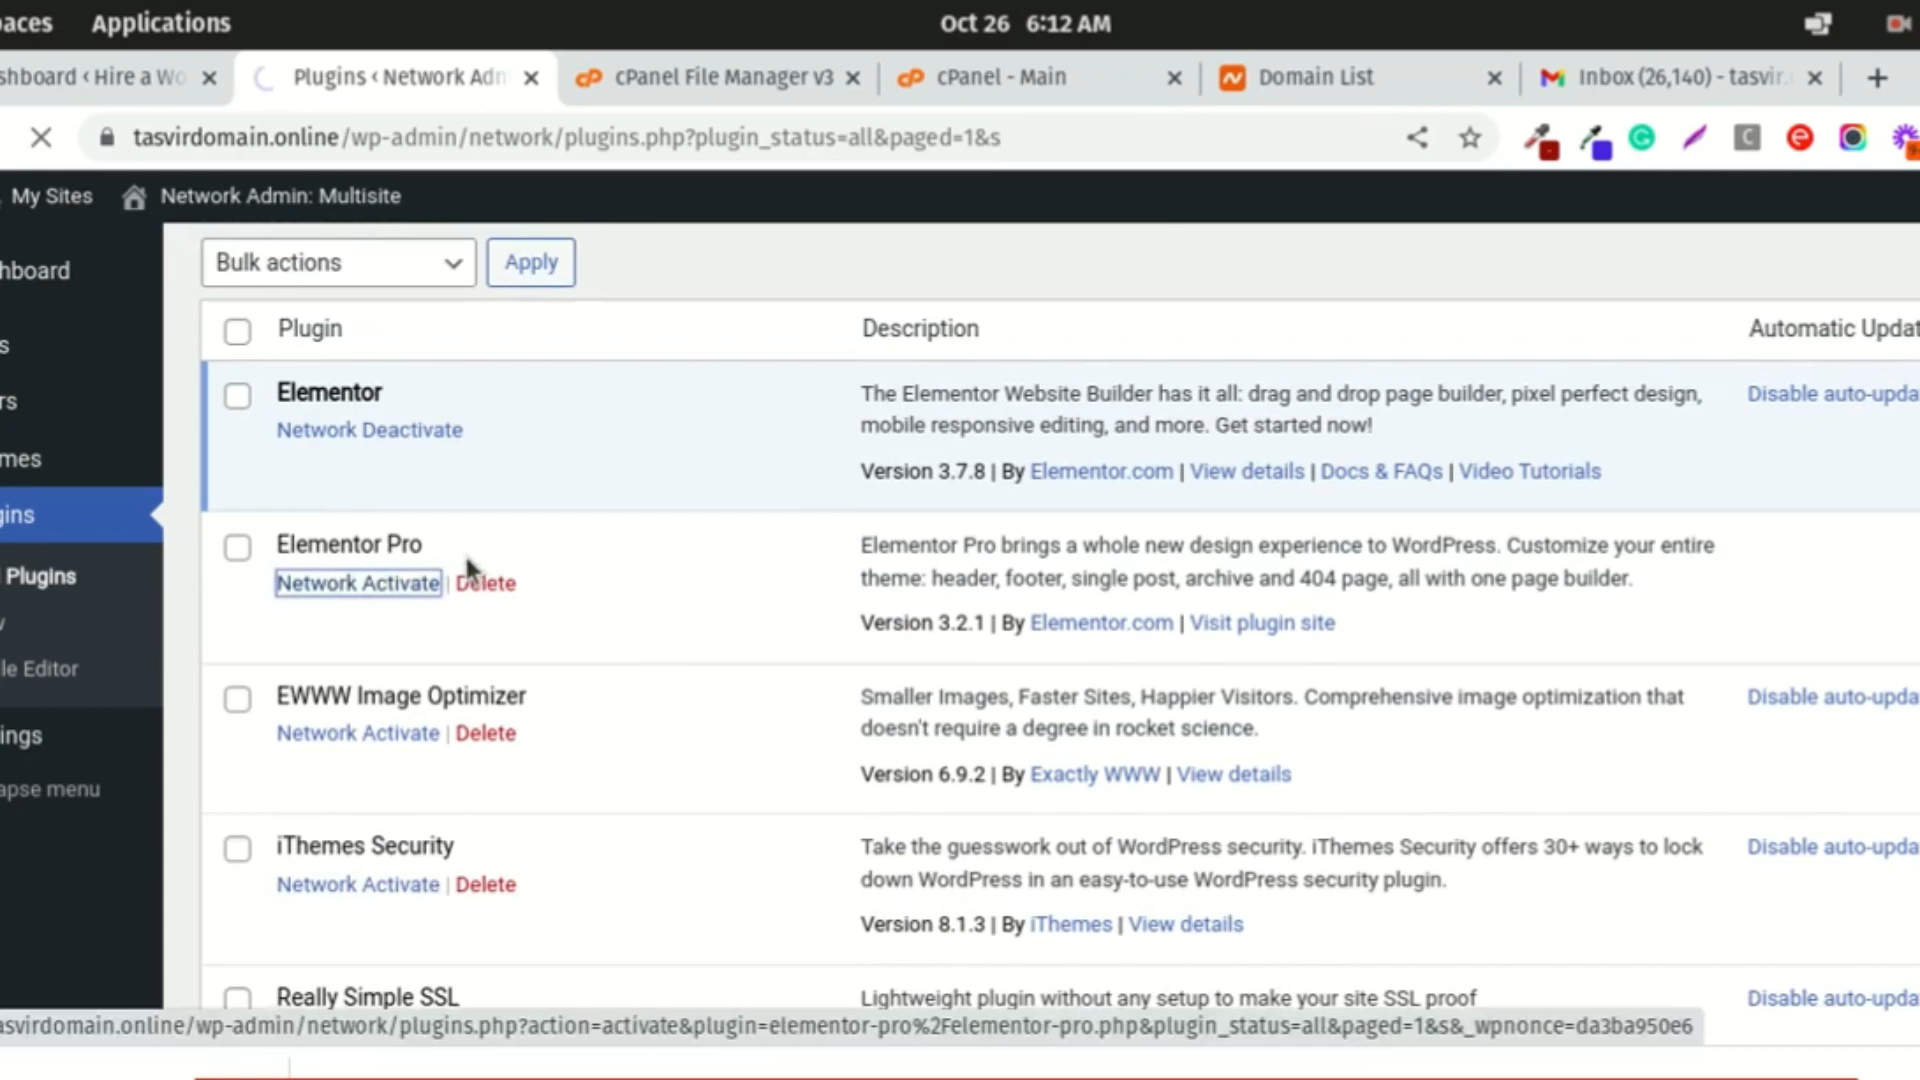 paces Applications Oct 26 6:12 AM
shboard ‹ Hire a Wo Plugins ‹ Network Adn cPanel File Manager v3 cPanel - Main Domain List Inbox (26,140) - tasvir.
tasvirdomain.online/wp-admin/network/plugins.php?plugin_status=all&paged=1&s
My Sites Network Admin: Multisite
Bulk actions Apply
hboard
s
rs
mes
gins
Plugins
le Editor
ings
apse menu
Plugin Description Automatic Updat
Elementor
Network Deactivate
The Elementor Website Builder has it all: drag and drop page builder, pixel perfect design,
mobile responsive editing, and more. Get started now!
Version 3.7.8 | By Elementor.com | View details | Docs & FAQs | Video Tutorials
Disable auto-upda
Elementor Pro
Network Activate | Delete
Elementor Pro brings a whole new design experience to WordPress. Customize your entire
theme: header, footer, single post, archive and 404 page, all with one page builder.
Version 3.2.1 | By Elementor.com | Visit plugin site
EWWW Image Optimizer
Network Activate | Delete
Smaller Images, Faster Sites, Happier Visitors. Comprehensive image optimization that
doesn't require a degree in rocket science.
Version 6.9.2 | By Exactly WWW | View details
Disable auto-upda
iThemes Security
Network Activate | Delete
Take the guesswork out of WordPress security. iThemes Security offers 30+ ways to lock
down WordPress in an easy-to-use WordPress security plugin.
Version 8.1.3 | By iThemes | View details
Disable auto-upda
Really Simple SSL
Lightweight plugin without any setup to make your site SSL proof
Disable auto-upda
asvirdomain.online/wp-admin/network/plugins.php?action=activate&plugin=elementor-pro%2Felementor-pro.php&plugin_status=all&paged=1&s&_wpnonce=da3ba950e6